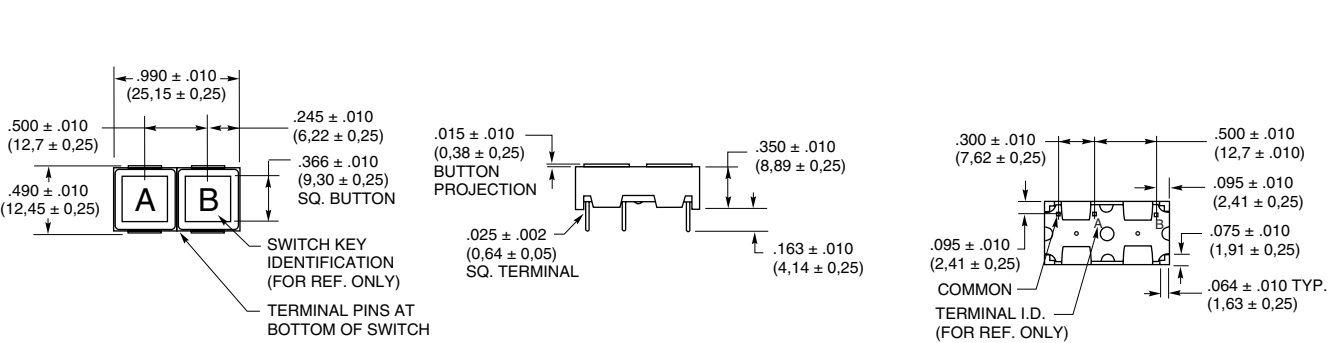 .990 ± .010
(25,15 ± 0,25)
.500 ± .010
(12,7 ± 0,25)
.245 ± .010
(6,22 ± 0,25)
.366 ± .010
(9,30 ± 0,25)
SQ. BUTTON
.490 ± .010
(12,45 ± 0,25)
A
B
SWITCH KEY
IDENTIFICATION
(FOR REF. ONLY)
TERMINAL PINS AT
BOTTOM OF SWITCH
.015 ± .010
(0,38 ± 0,25)
BUTTON
PROJECTION
.350 ± .010
(8,89 ± 0,25)
.025 ± .002
(0,64 ± 0,05)
SQ. TERMINAL
.163 ± .010
(4,14 ± 0,25)
.300 ± .010
(7,62 ± 0,25)
.500 ± .010
(12,7 ± .010)
.095 ± .010
(2,41 ± 0,25)
A
B
.095 ± .010
(2,41 ± 0,25)
.075 ± .010
(1,91 ± 0,25)
COMMON
.064 ± .010 TYP.
(1,63 ± 0,25)
TERMINAL I.D.
(FOR REF. ONLY)